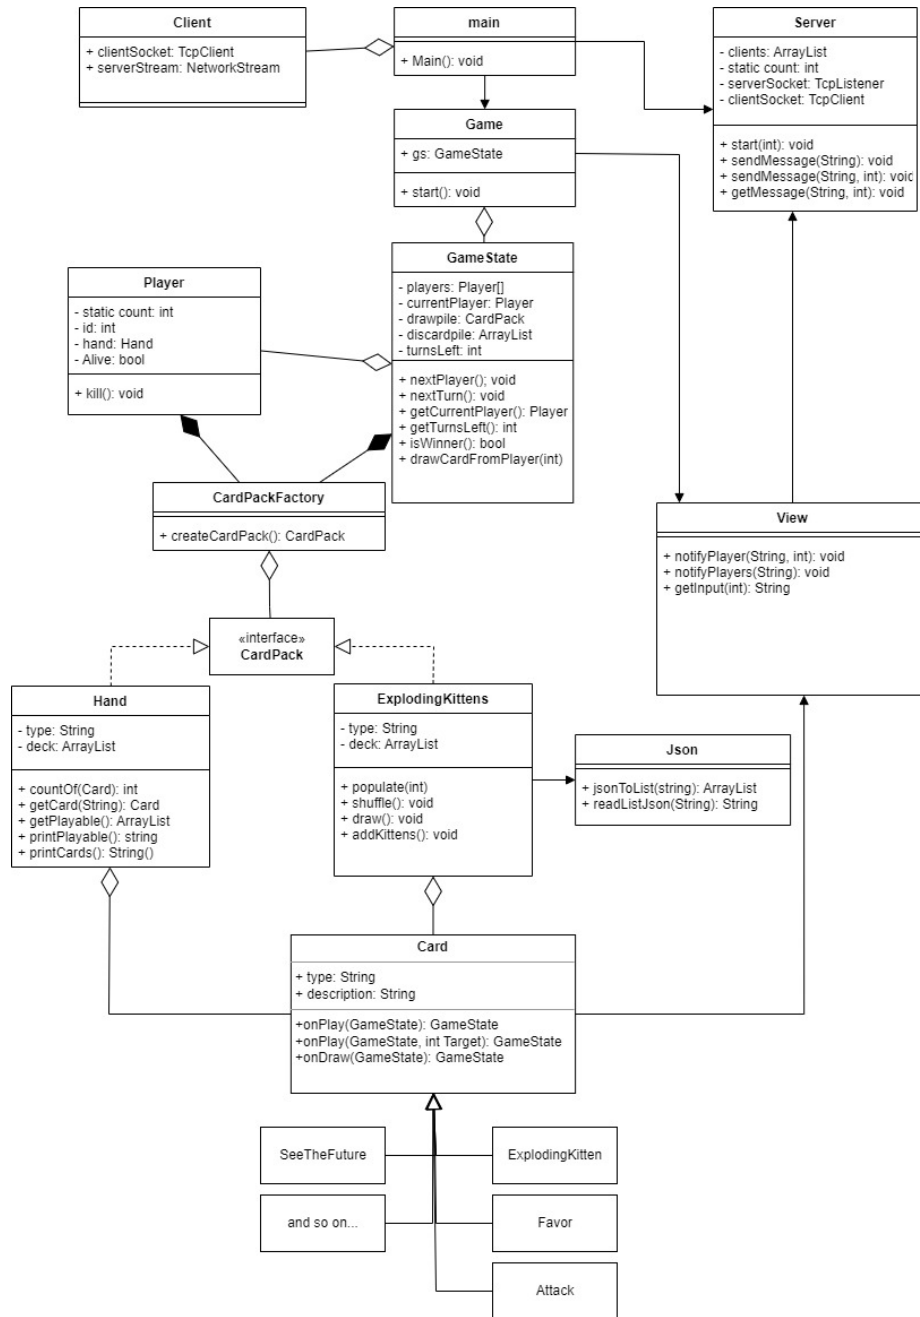 Client
+ clientSocket: TcpClient
+ serverStream: NetworkStream
main
+ Main(): void
Server
- clients: ArrayList
- static count: int
- serverSocket: TcpListener
- clientSocket: TcpClient
+ start(int): void
+ sendMessage(String): void
+ sendMessage(String, int): void
+ getMessage(String, int): void
Game
+ gs: GameState
+ start(): void
Player
- static count: int
- id: int
- hand: Hand
- Alive: bool
+ kill(): void
GameState
- players: Player[]
- currentPlayer: Player
- drawpile: CardPack
- discardpile: ArrayList
- turnsLeft: int
+ nextPlayer(); void
+ nextTurn(): void
+ getCurrentPlayer(): Player
+ getTurnsLeft(): int
+ isWinner(): bool
+ drawCardFromPlayer(int)
CardPackFactory
+ createCardPack(): CardPack
View
+ notifyPlayer(String, int): void
+ notifyPlayers(String): void
+ getInput(int): String
«interface»
CardPack
Hand
- type: String
- deck: ArrayList
+ countOf(Card): int
+ getCard(String): Card
+ getPlayable(): ArrayList
+ printPlayable(): string
+ printCards(): String()
ExplodingKittens
- type: String
- deck: ArrayList
+ populate(int)
+ shuffle(): void
+ draw(): void
+ addKittens(): void
Json
+ jsonToList(string): ArrayList
+ readListJson(String): String
Card
+ type: String
+ description: String
+onPlay(GameState): GameState
+onPlay(GameState, int Target): GameState
+onDraw(GameState): GameState
SeeTheFuture
ExplodingKitten
and so on...
Favor
Attack